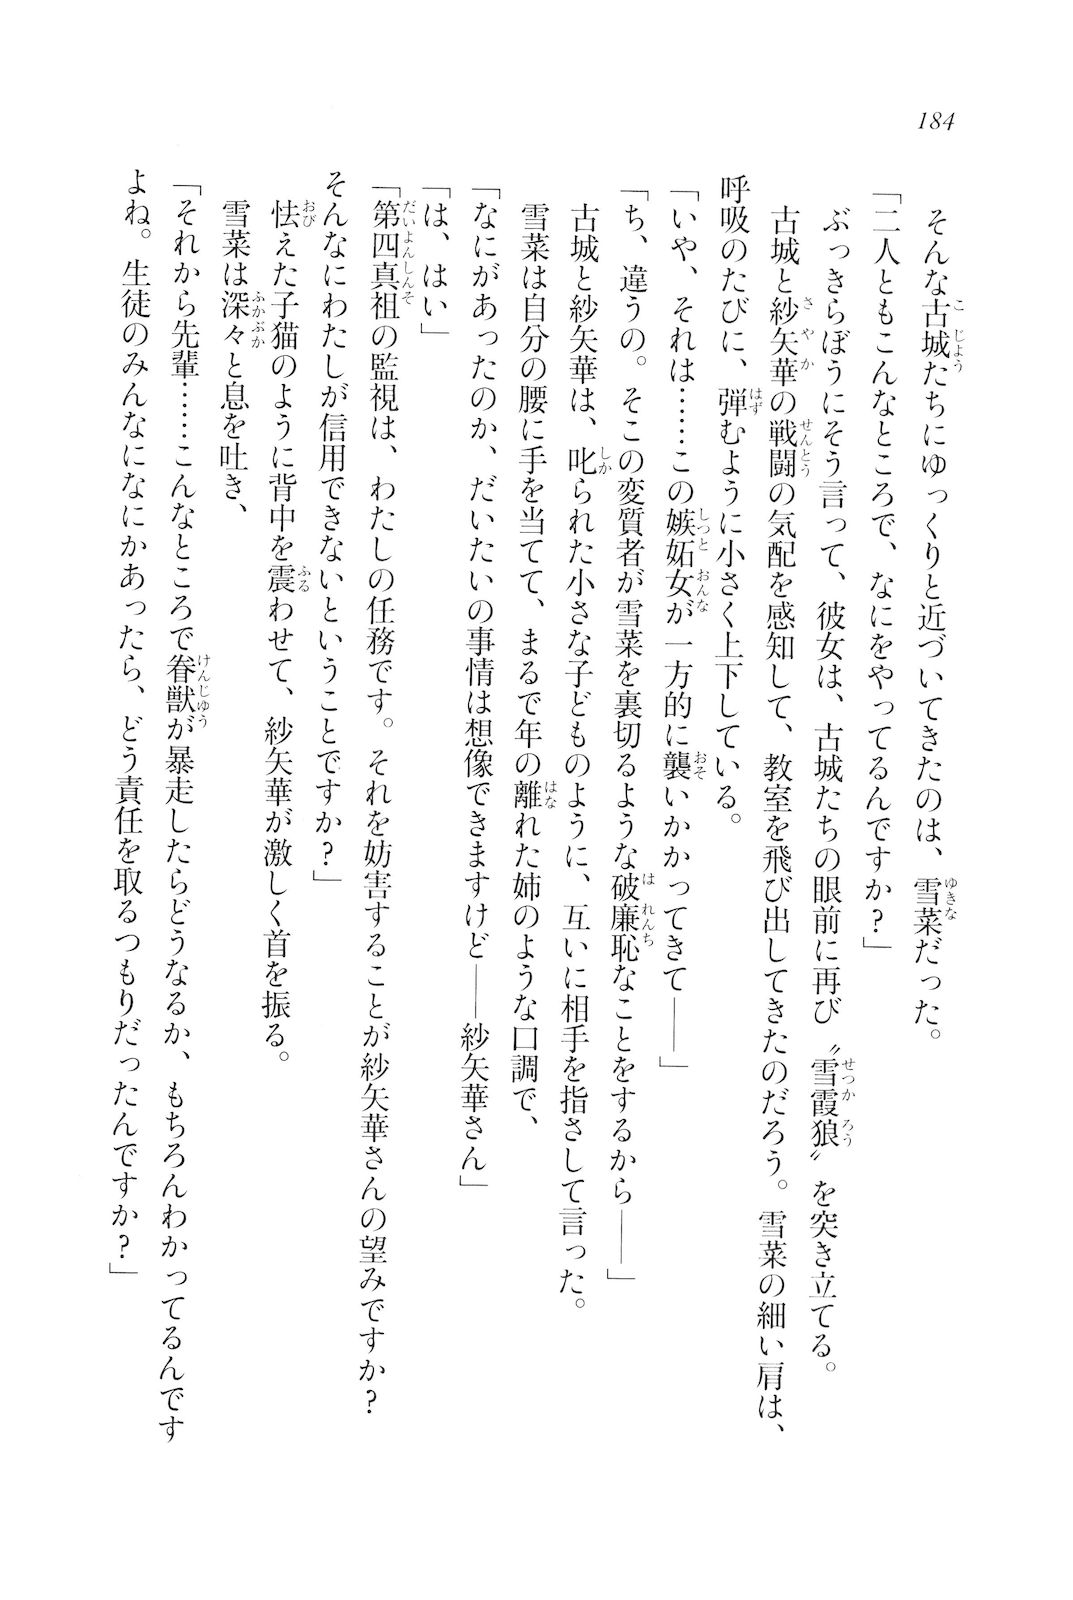 184
そんな古城たちにゆっくりと近づいてきたのは、雪菜だった。
「二人ともこんなところで、なにをやってるんですか？」
ぶっきらぼうにそう言って、彼女は、古城たちの眼前に再び〝雪霞狼〟を突き立てる。
古城と紗矢華の戦闘の気配を感知して、教室を飛び出してきたのだろう。雪菜の細い肩は、
呼吸のたびに、弾むように小さく上下している。
「いや、それは……この嫉妬女が一方的に襲いかかってきて――」
「ち、違うの。そこの変質者が雪菜を裏切るような破廉恥なことをするから――」
古城と紗矢華は、叱られた小さな子どものように、互いに相手を指さして言った。
雪菜は自分の腰に手を当てて、まるで年の離れた姉のような口調で、
「なにがあったのか、だいたいの事情は想像できますけど――紗矢華さん」
「は、はい」
「第四真祖の監視は、わたしの任務です。それを妨害することが紗矢華さんの望みですか？
そんなにわたしが信用できないということですか？」
怯えた子猫のように背中を震わせて、紗矢華が激しく首を振る。
雪菜は深々と息を吐き、
「それから先輩……こんなところで眷獣が暴走したらどうなるか、もちろんわかってるんです
よね。生徒のみんなになにかあったら、どう責任を取るつもりだったんですか？」